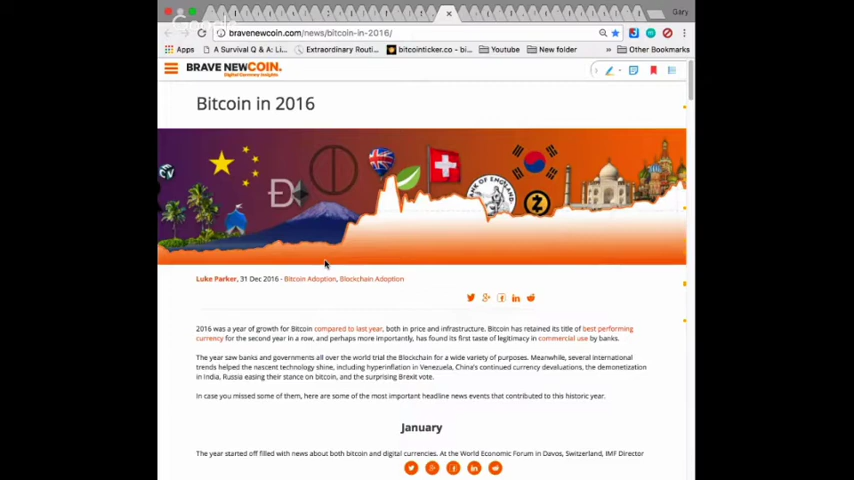 Gary
Google
bravenewcoin.com/news/bitcoin-in-2016/
Apps A Survival Q & A: Li... Extraordinary Routi... bitcointicker.co - bi... Youtube New folder » Other Bookmarks
BRAVE NEWCOIN.
Digital Currency Insights
Bitcoin in 2016
BANK OF ENGLAND
Luke Parker, 31 Dec 2016 - Bitcoin Adoption, Blockchain Adoption
2016 was a year of growth for Bitcoin compared to last year, both in price and infrastructure. Bitcoin has retained its title of best performing
currency for the second year in a row, and perhaps more importantly, has found its first taste of legitimacy in commercial use by banks.
The year saw banks and governments all over the world trial the Blockchain for a wide variety of purposes. Meanwhile, several international
trends helped the nascent technology shine, including hyperinflation in Venezuela, China's continued currency devaluations, the demonetization
in India, Russia easing their stance on bitcoin, and the surprising Brexit vote.
In case you missed some of them, here are some of the most important headline news events that contributed to this historic year.
January
The year started off filled with news about both bitcoin and digital currencies. At the World Economic Forum in Davos, Switzerland, IMF Director